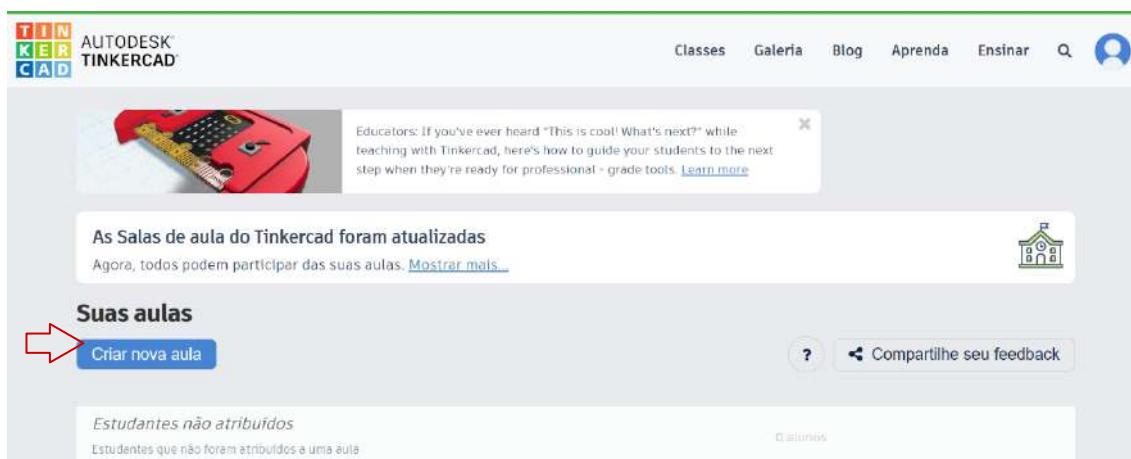 TIN
KER
CAD
AUTODESK
TINKERCAD
Classes Galeria Blog Aprenda Ensinar
Educators: If you've ever heard "This is cool! What's next?" while
teaching with Tinkercad, here's how to guide your students to the next
step when they're ready for professional - grade tools. Learn more
As Salas de aula do Tinkercad foram atualizadas
Agora, todos podem participar das suas aulas. Mostrar mais...
Suas aulas
Criar nova aula
?
Compartilhe seu feedback
Estudantes não atribuídos
0 alunos
Estudantes que não foram atribuídos a uma aula